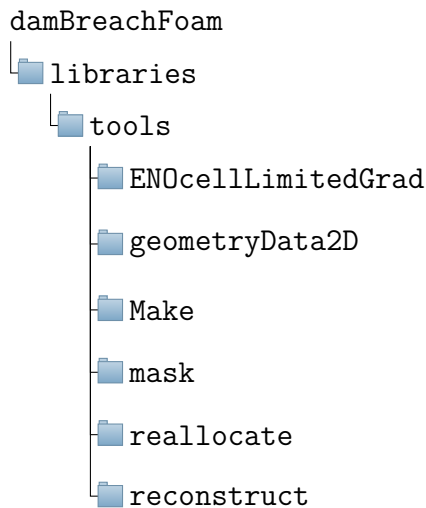 damBreachFoam
libraries
tools
ENOcellLimitedGrad
geometryData2D
Make
mask
reallocate
reconstruct